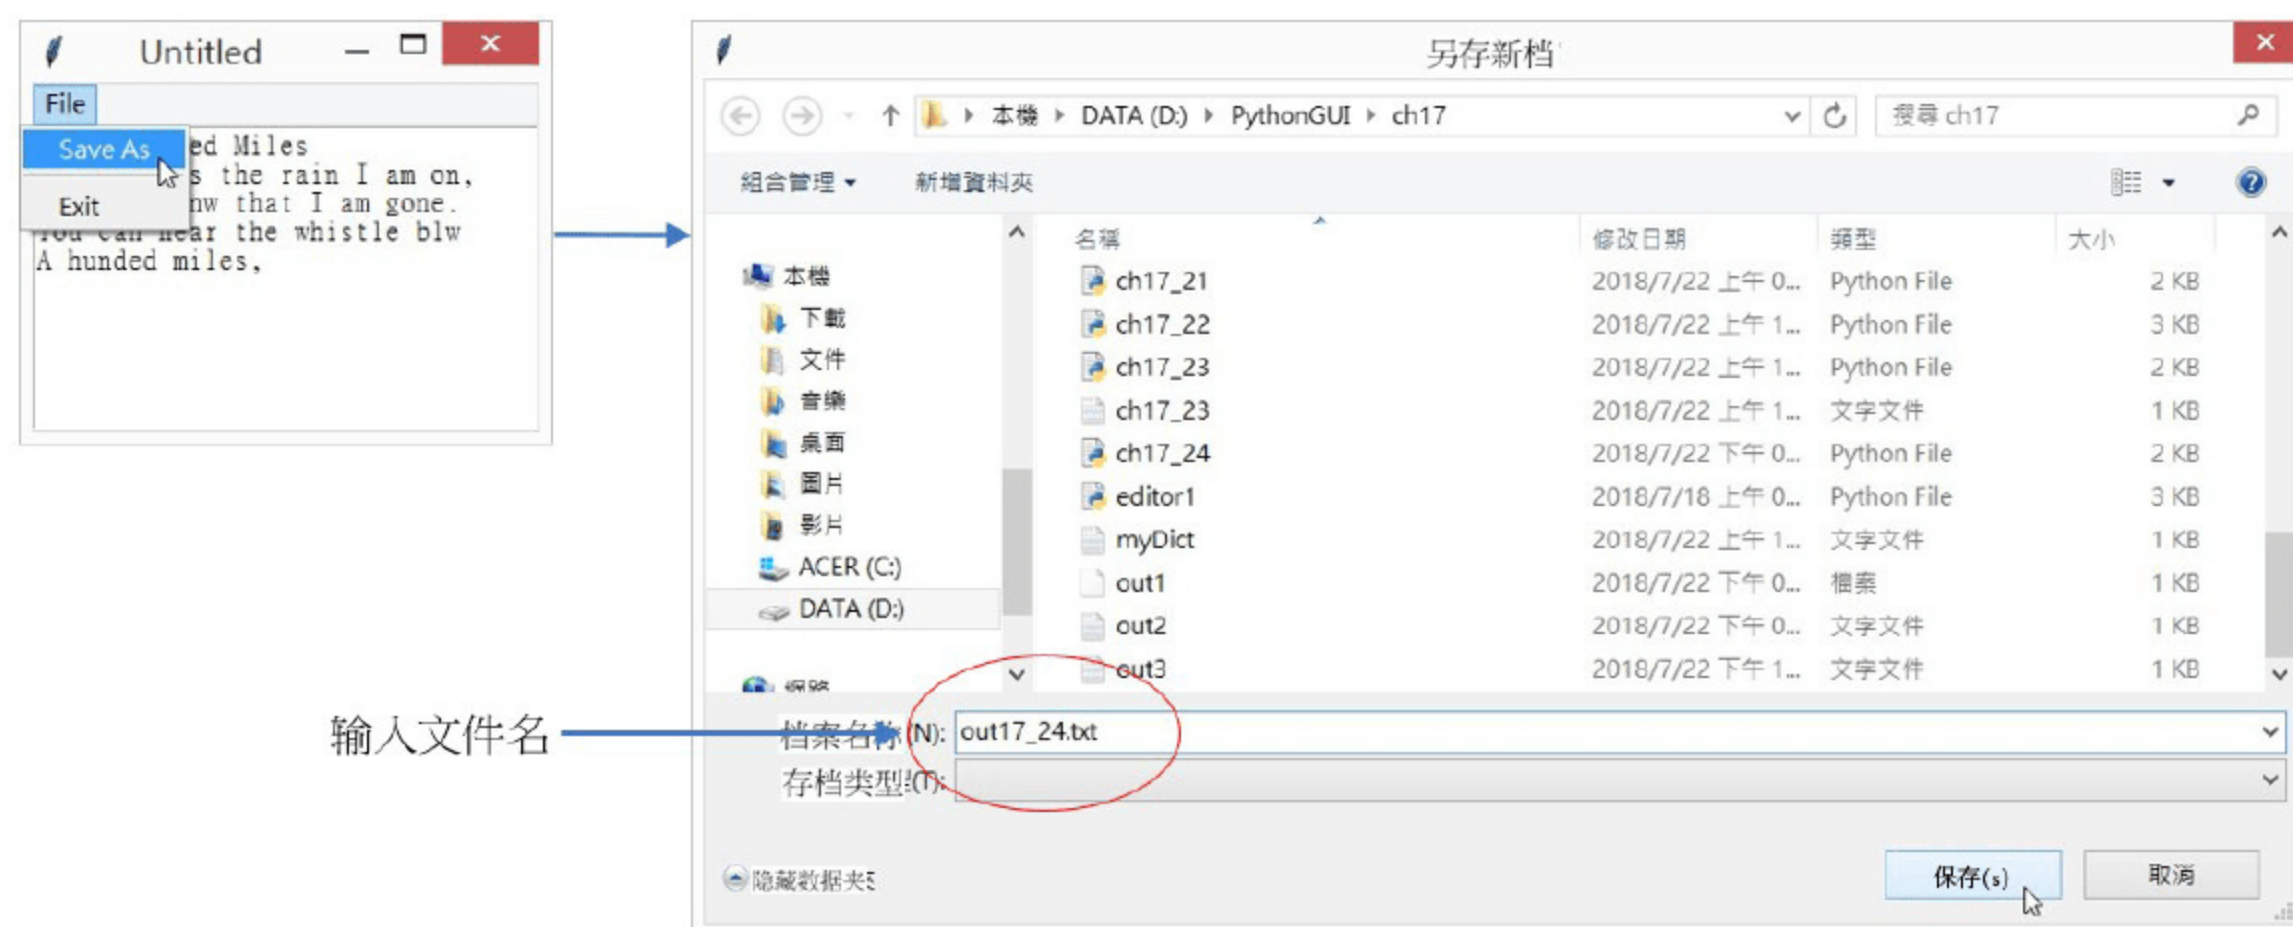 Untitled
File
Save As
Exit
ed Miles
s the rain I am on,
nw that I am gone.
You can hear the whistle blw
A hunded miles,
另存新档
本機 DATA (D:) PythonGUI ch17
搜尋 ch17
組合管理 新增資料夾
名稱 修改日期 類型 大小
本機
下載
文件
音樂
桌面
圖片
影片
ACER (C:)
DATA (D:)
網路
ch17_21 2018/7/22 上午 0... Python File 2 KB
ch17_22 2018/7/22 上午 1... Python File 3 KB
ch17_23 2018/7/22 上午 1... Python File 2 KB
ch17_23 2018/7/22 上午 1... 文字文件 1 KB
ch17_24 2018/7/22 下午 0... Python File 2 KB
editor1 2018/7/18 上午 0... Python File 3 KB
myDict 2018/7/22 上午 1... 文字文件 1 KB
out1 2018/7/22 下午 0... 檔案 1 KB
out2 2018/7/22 下午 0... 文字文件 1 KB
out3 2018/7/22 下午 1... 文字文件 1 KB
输入文件名
档案名称(N): out17_24.txt
存档类型(T):
隐藏数据夹
保存(s) 取消